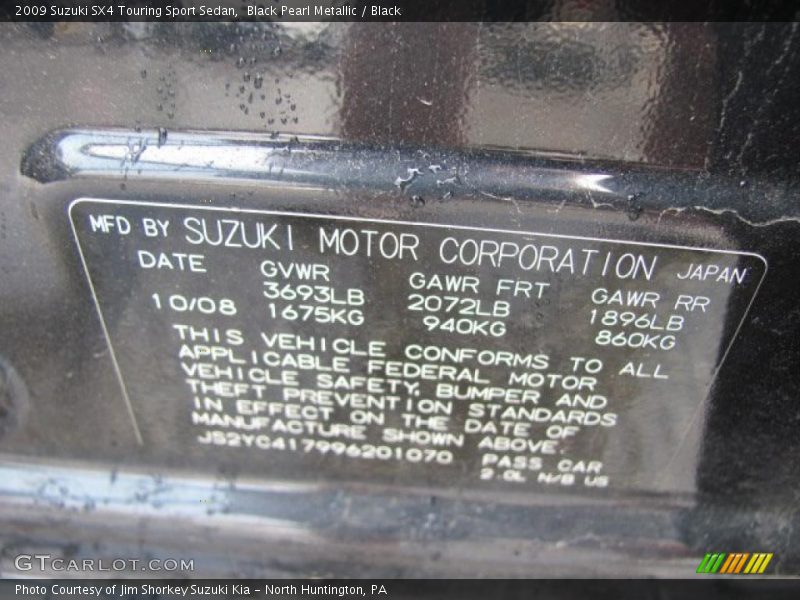 2009 Suzuki SX4 Touring Sport Sedan,  Black Pearl Metallic / Black
MFD BY SUZUKI MOTOR CORPORATION JAPAN
DATE GVWR GAWR FRT GAWR RR
3693LB 2072LB 1896LB
10/08 1675KG 940KG 860KG
THIS VEHICLE CONFORMS TO ALL
APPLICABLE FEDERAL MOTOR
VEHICLE SAFETY, BUMPER AND
THEFT PREVENTION STANDARDS
IN EFFECT ON THE DATE OF
MANUFACTURE SHOWN ABOVE.
JS2YC417996201070 PASS CAR
2.0L N/B US
GTCARLOT.COM
Photo Courtesy of Jim Shorkey Suzuki Kia – North Huntington, PA